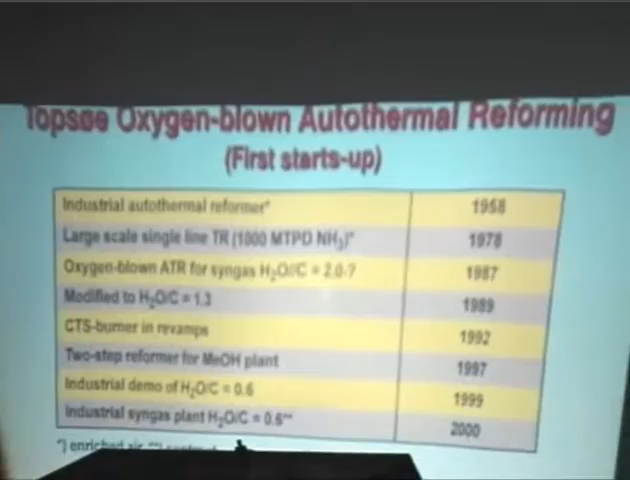 Topsøe Oxygen-blown Autothermal Reforming
(First starts-up)
Industrial autothermal reformer* 1958
Large scale single line TR (1000 MTPD NH₃)* 1978
Oxygen-blown ATR for syngas H₂O/C = 2.0-? 1987
Modified to H₂O/C = 1.3 1989
CTS-burner in revamps 1992
Two-step reformer for MeOH plant 1997
Industrial demo of H₂O/C = 0.6 1999
Industrial syngas plant H₂O/C = 0.6** 2000
*) enriched air **) contract